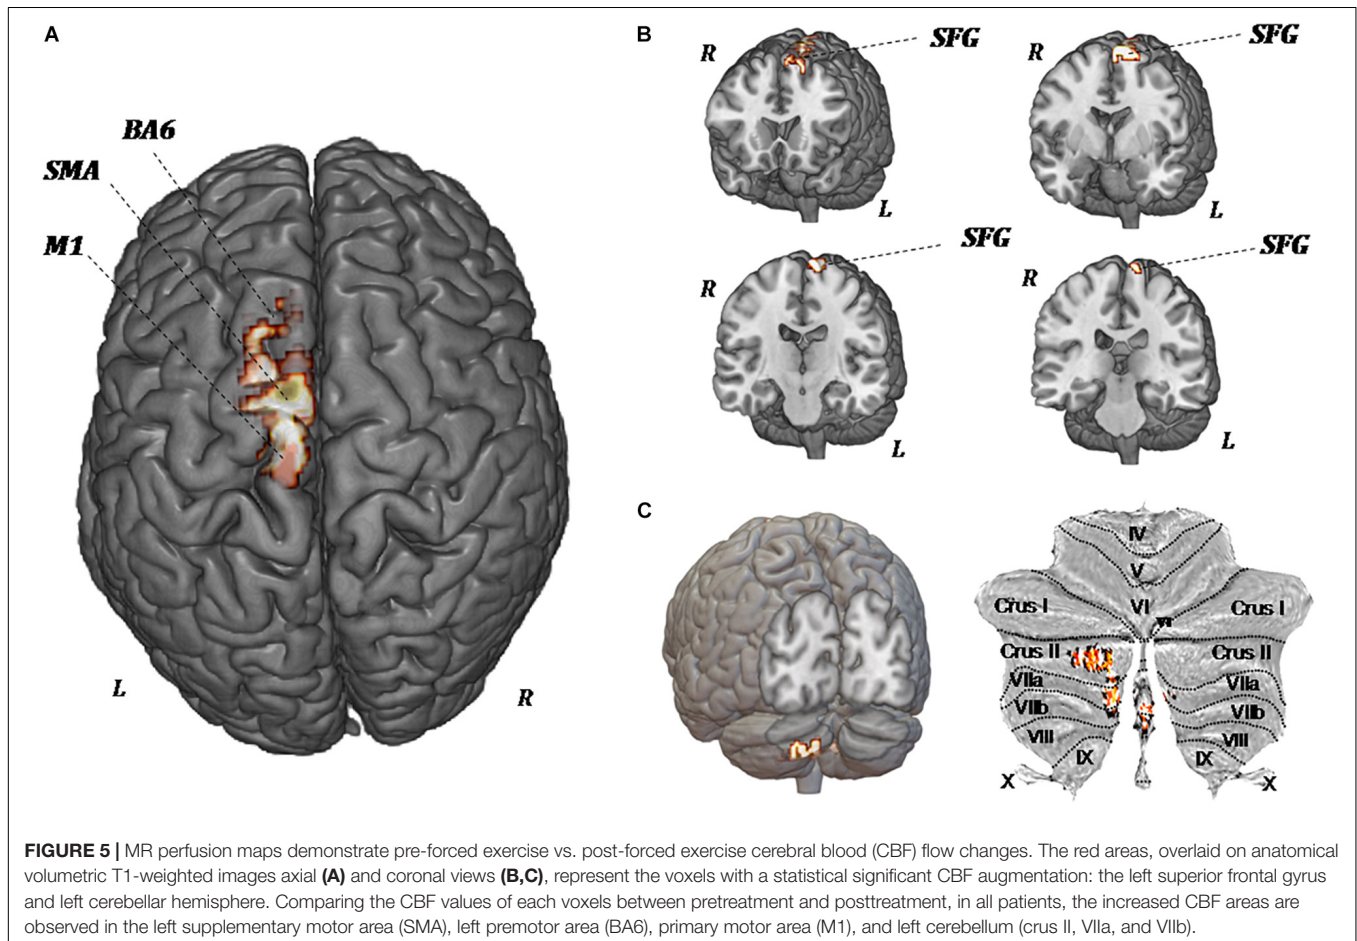 A
BA6
SMA
M1
L
R
B
R
SFG
L
R
SFG
L
R
SFG
L
R
SFG
L
C
IV
V
VI
Crus I
Crus I
VI
Crus II
Crus II
VIIa
VIIa
VIIb
VIIb
VIII
VIII
IX
IX
X
X
FIGURE 5 | MR perfusion maps demonstrate pre-forced exercise vs. post-forced exercise cerebral blood (CBF) flow changes. The red areas, overlaid on anatomical
volumetric T1-weighted images axial (A) and coronal views (B,C), represent the voxels with a statistical significant CBF augmentation: the left superior frontal gyrus
and left cerebellar hemisphere. Comparing the CBF values of each voxels between pretreatment and posttreatment, in all patients, the increased CBF areas are
observed in the left supplementary motor area (SMA), left premotor area (BA6), primary motor area (M1), and left cerebellum (crus II, VIIa, and VIIb).